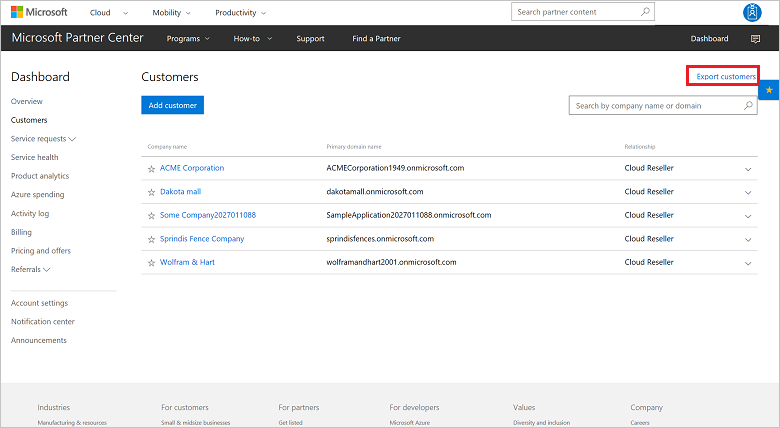 Microsoft Cloud Mobility Productivity Search partner content
Microsoft Partner Center Programs How-to Support Find a Partner Dashboard
Dashboard
Overview
Customers
Service requests
Service health
Product analytics
Azure spending
Activity log
Billing
Pricing and offers
Referrals
Account settings
Notification center
Announcements
Customers
Export customers
Add customer
Search by company name or domain
Company name Primary domain name Relationship
ACME Corporation ACMECorporation1949.onmicrosoft.com Cloud Reseller
Dakota mall dakotamall.onmicrosoft.com Cloud Reseller
Some Company2027011088 SampleApplication2027011088.onmicrosoft.com Cloud Reseller
Sprindis Fence Company sprindisfences.onmicrosoft.com Cloud Reseller
Wolfram & Hart wolframandhart2001.onmicrosoft.com Cloud Reseller
Industries For customers For partners For developers Values Company
Manufacturing & resources Small & midsize businesses Get listed Microsoft Azure Diversity and inclusion Careers